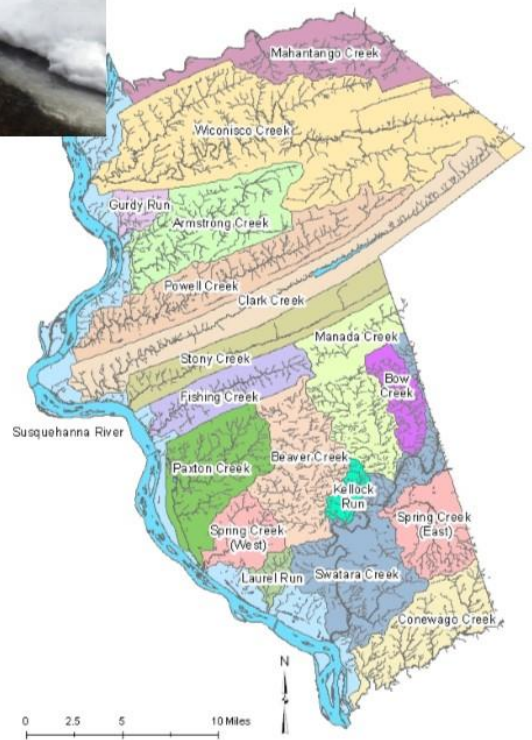 Mahantango Creek
Wiconisco Creek
Gurdy Run
Armstrong Creek
Powell Creek
Clark Creek
Manada Creek
Stony Creek
Bow
Creek
Fishing Creek
Susquehanna River
Beaver Creek
Paxton Creek
Kellock
Run
Spring Creek
(West)
Spring Creek
(East)
Laurel Run
Swatara Creek
Conewago Creek
N
0 2.5 5 10 Miles